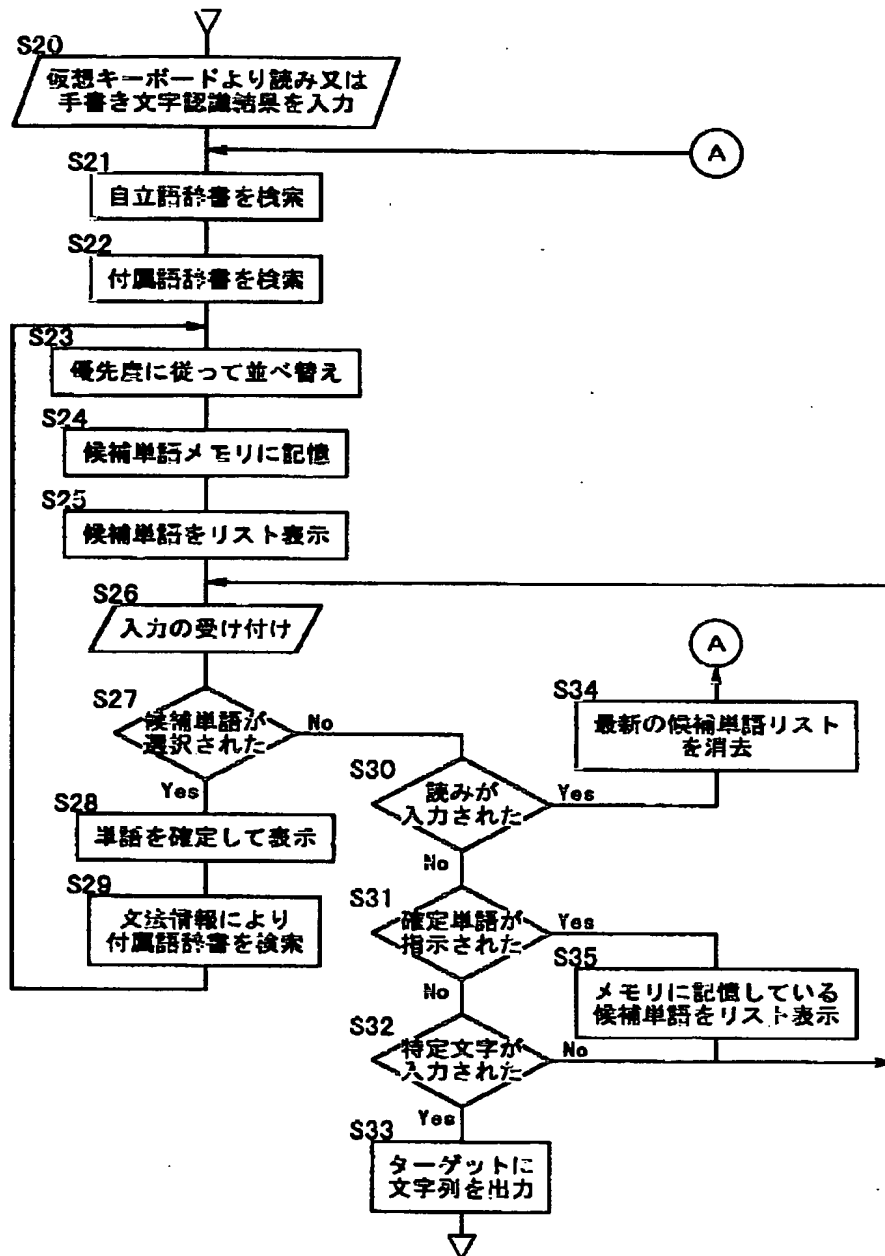 S20
仮想キーボードより読み又は
手書き文字認識結果を入力
A
S21
自立語辞書を検索
S22
付属語辞書を検索
S23
優先度に従って並べ替え
S24
候補単語メモリに記憶
S25
候補単語をリスト表示
S26
入力の受け付け
A
S27
候補単語が
選択された
No
Yes
S34
最新の候補単語リスト
を消去
S30
読みが
入力された
Yes
No
S28
単語を確定して表示
S29
文法情報により
付属語辞書を検索
S31
確定単語が
指示された
Yes
No
S35
メモリに記憶している
候補単語をリスト表示
S32
特定文字が
入力された
No
Yes
S33
ターゲットに
文字列を出力